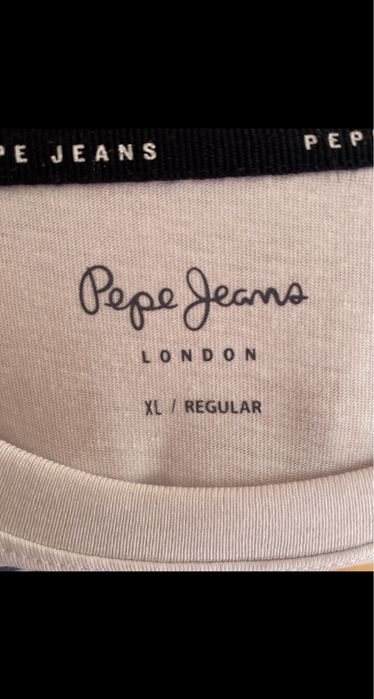 PE JEANS PEP
Pepe Jeans
LONDON
XL / REGULAR